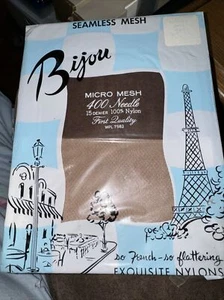 SEAMLESS MESH
Bijou
MICRO MESH
400 Needle
15 DENIER 100% Nylon
First Quality
so French - so flattering
EXQUISITE NYLONS